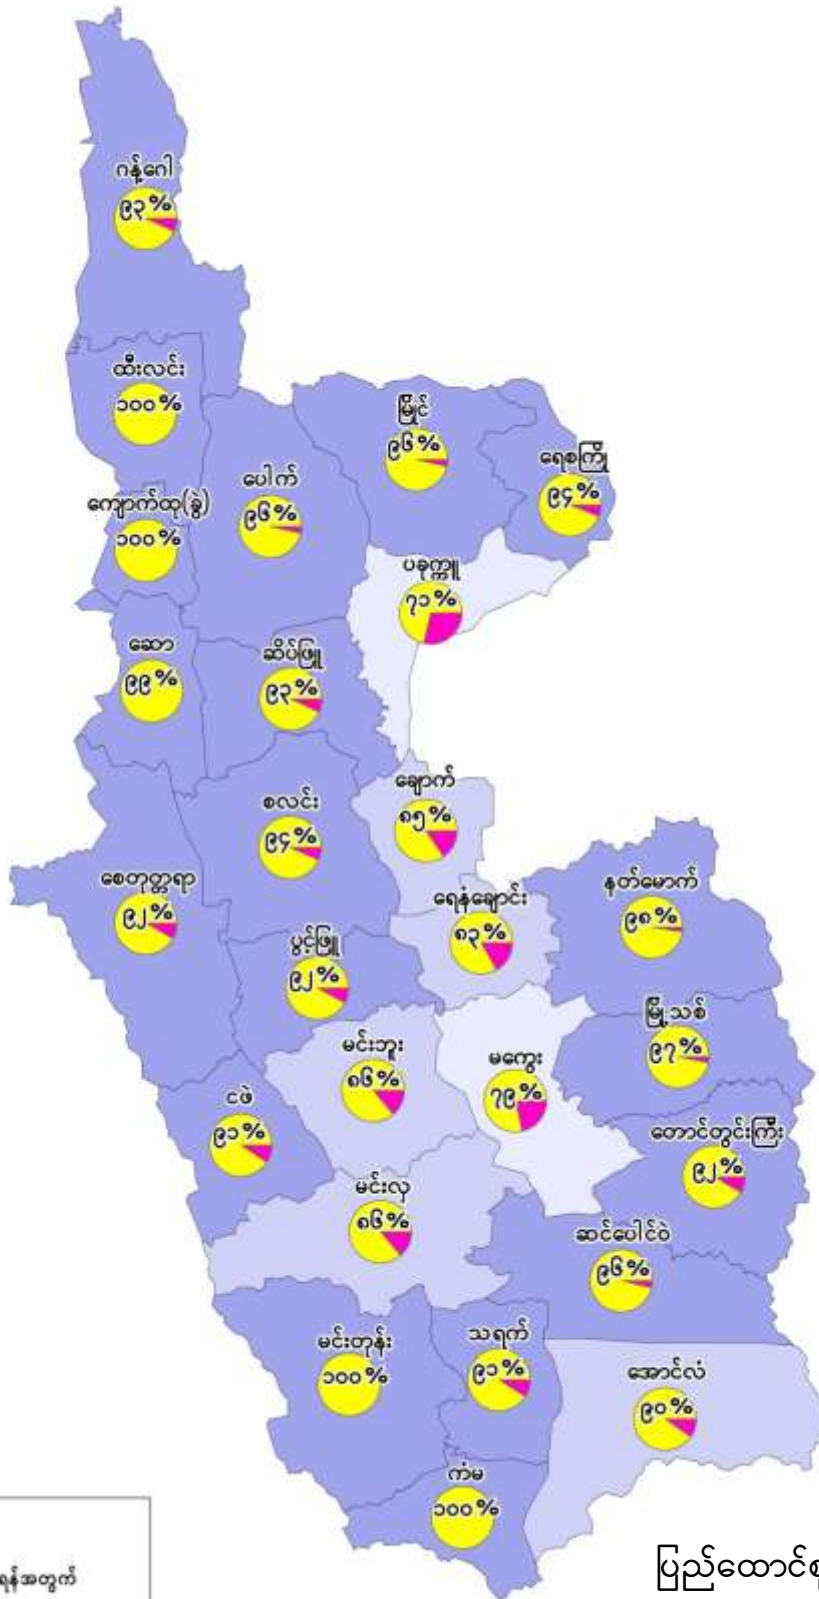 ဂန့်ဂေါ
၉၃%
ထီးလင်း
၁၀၀%
မြိုင်
၉၆%
ရေစကြို
၉၄%
ပေါက်
၉၆%
ကျောက်ထု(ခွဲ)
၁၀၀%
ပခုက္ကူ
၇၁%
ဆော
၉၉%
ဆိပ်ဖြူ
၉၃%
ချောက်
၈၅%
စလင်း
၉၄%
စေတုတ္တရာ
၉၂%
ရေနံချောင်း
၈၃%
နတ်မောက်
၉၈%
ပွင့်ဖြူ
၉၂%
မြို့သစ်
၉၇%
မင်းဘူး
၈၆%
မကွေး
၇၉%
ငဖဲ
၉၁%
တောင်တွင်းကြီး
၉၂%
မင်းလှ
၈၆%
ဆင်ပေါင်ဝဲ
၉၆%
မင်းတုန်း
၁၀၀%
သရက်
၉၁%
အောင်လံ
၉၀%
ကံမ
၁၀၀%
ရန်အတွက်
ပြည်ထောင်စု